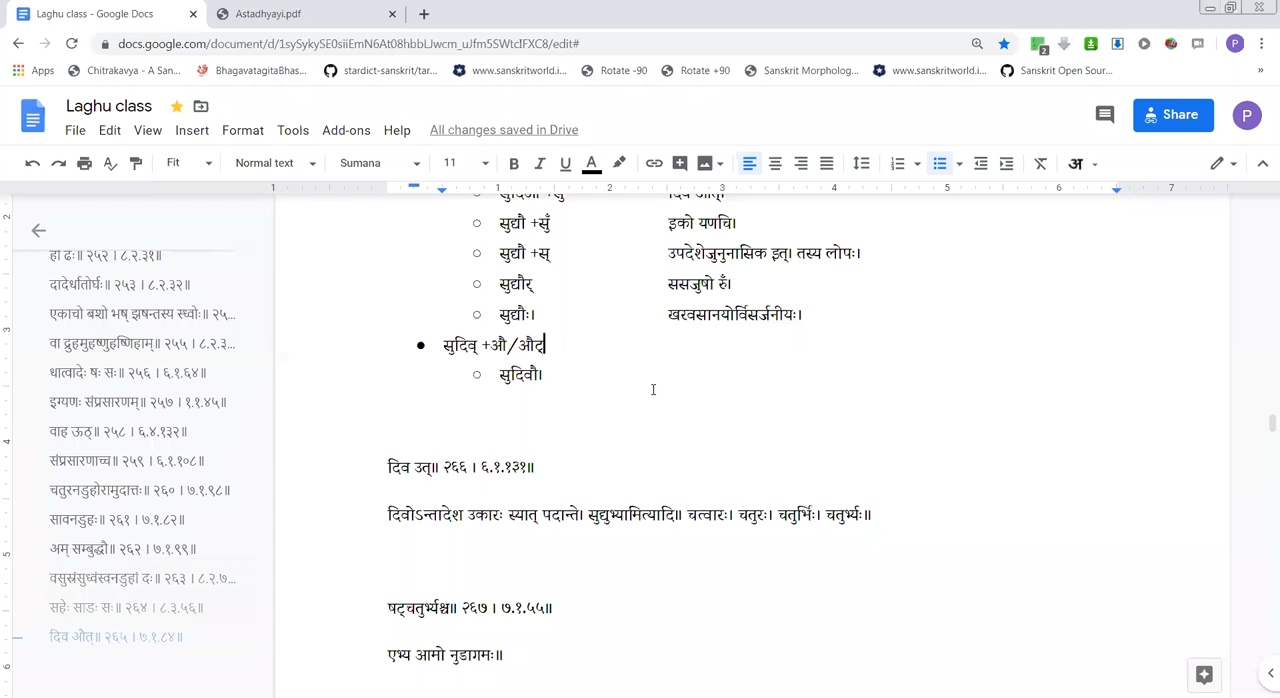 Laghu class - Google Docs
Astadhyayi.pdf
docs.google.com/document/d/1sySykySE0siiEmN6At08hbbLJwcm_uJfm5SWtcIFXC8/edit#
Apps Chitrakavya - A San... BhagavatagitaBhas... stardict-sanskrit/tar... www.sanskritworld.i... Rotate -90 Rotate +90 Sanskrit Morpholog... www.sanskritworld.i... Sanskrit Open Sour... »
Laghu class
File Edit View Insert Format Tools Add-ons Help All changes saved in Drive
Share
P
Fit Normal text Sumana 11
1 1 2 3 4 5 6 7
सुद्यौ +सुँ इको यणचि।
सुद्यौ +स् उपदेशेजुनुनासिक इत्। तस्य लोपः।
सुद्यौर् ससजुषो रुँ।
सुद्यौः। खरवसानयोर्विसर्जनीयः।
सुदिव् +औ/औट्
सुदिवौ।
दिव उत्॥ २६६ । ६.१.१३१॥
दिवोऽन्तादेश उकारः स्यात् पदान्ते। सुद्युभ्यामित्यादि॥ चत्वारः। चतुरः। चतुर्भिः। चतुर्भ्यः॥
षट्चतुर्भ्यश्च॥ २६७ । ७.१.५५॥
एभ्य आमो नुडागमः॥
हो ढः॥ २५२ । ८.२.३१॥
दादेर्धातोर्घः॥ २५३ । ८.२.३२॥
एकाचो बशो भष् झषन्तस्य स्ध्वोः॥ २५...
वा द्रुहमुहष्णुहष्णिहाम्॥ २५५ । ८.२.३...
धात्वादेः षः सः॥ २५६ । ६.१.६४॥
इग्यणः संप्रसारणम्॥ २५७ । १.१.४५॥
वाह ऊठ्॥ २५८ । ६.४.१३२॥
संप्रसारणाच्च॥ २५९ । ६.१.१०८॥
चतुरनडुहोरामुदात्तः॥ २६० । ७.१.९८॥
सावनडुहः॥ २६१ । ७.१.८२॥
अम् सम्बुद्धौ॥ २६२ । ७.१.९९॥
वसुस्रंसुध्वंस्वनडुहां दः॥ २६३ । ८.२.७...
सहेः साडः सः॥ २६४ । ८.३.५६॥
दिव औत्॥ २६५ । ७.१.८४॥